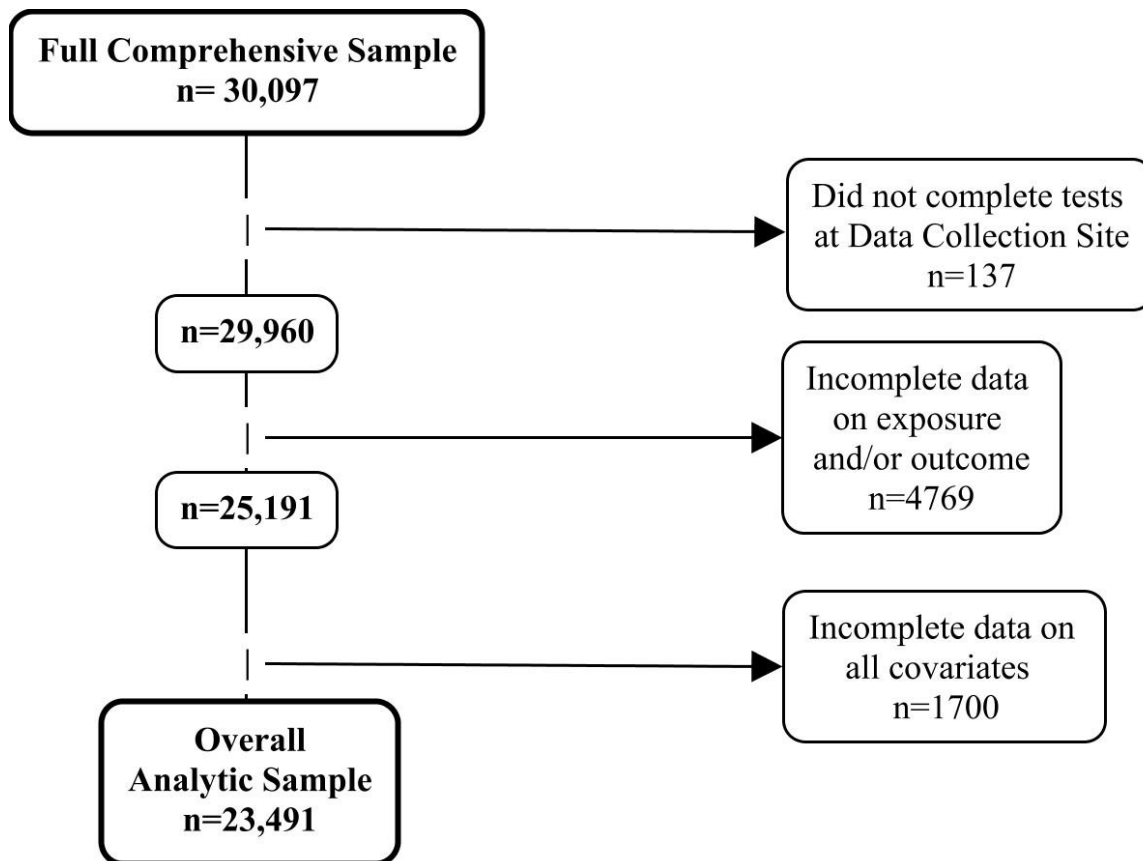 Full Comprehensive Sample
n= 30,097
Did not complete tests
at Data Collection Site
n=137
n=29,960
Incomplete data
on exposure
and/or outcome
n=4769
n=25,191
Incomplete data on
all covariates
n=1700
Overall
Analytic Sample
n=23,491